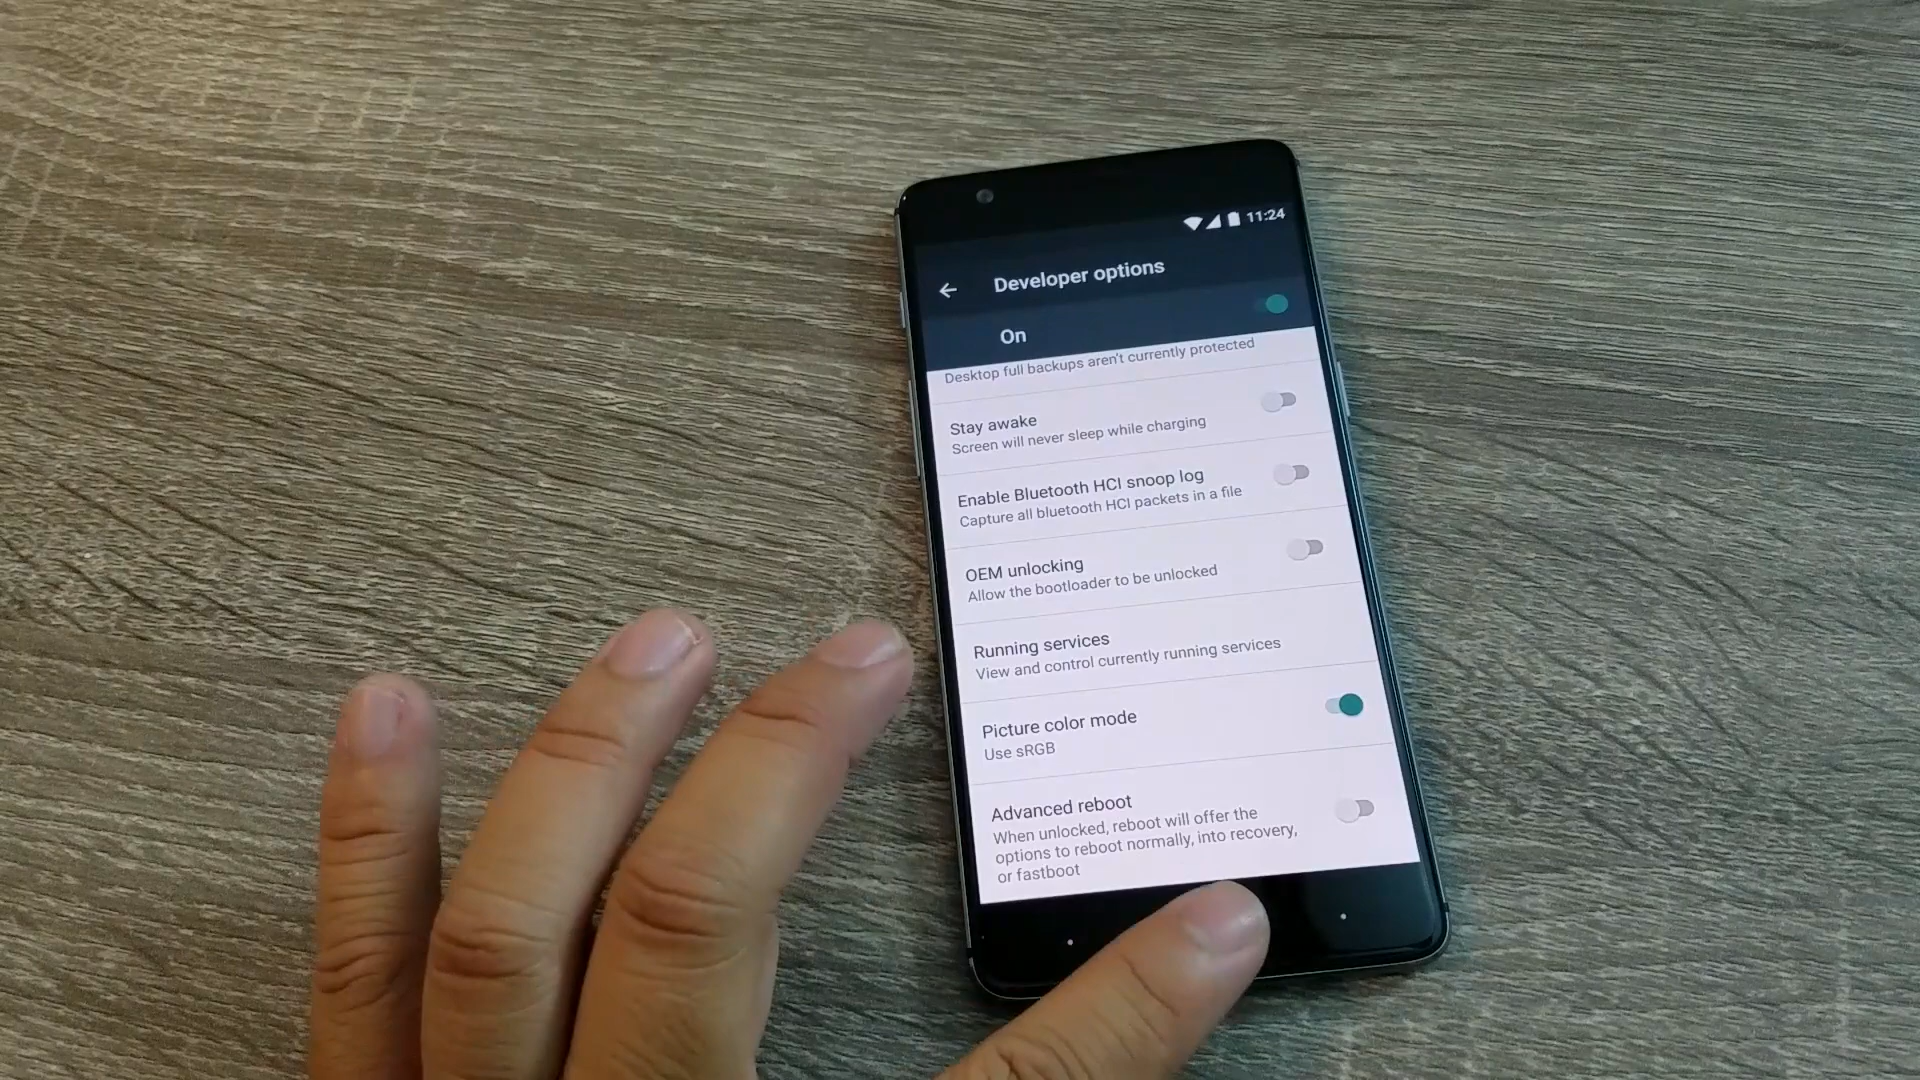 11:24
Developer options
On
Desktop full backups aren't currently protected
Stay awake
Screen will never sleep while charging
Enable Bluetooth HCI snoop log
Capture all bluetooth HCI packets in a file
OEM unlocking
Allow the bootloader to be unlocked
Running services
View and control currently running services
Picture color mode
Use sRGB
Advanced reboot
When unlocked, reboot will offer the
options to reboot normally, into recovery,
or fastboot